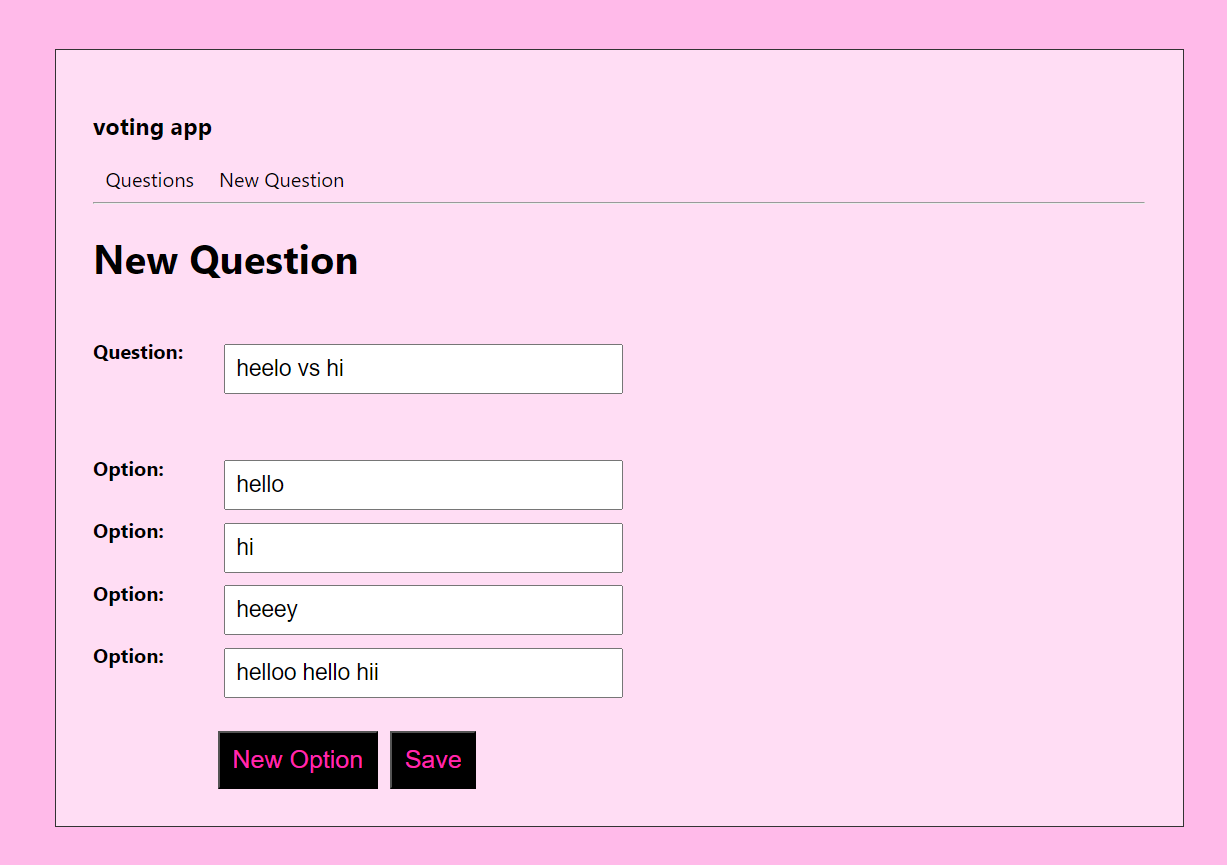 voting app
Questions New Question
New Question
Question: heelo vs hi
Option: hello
Option: hi
Option: heeey
Option: helloo hello hii
New Option Save